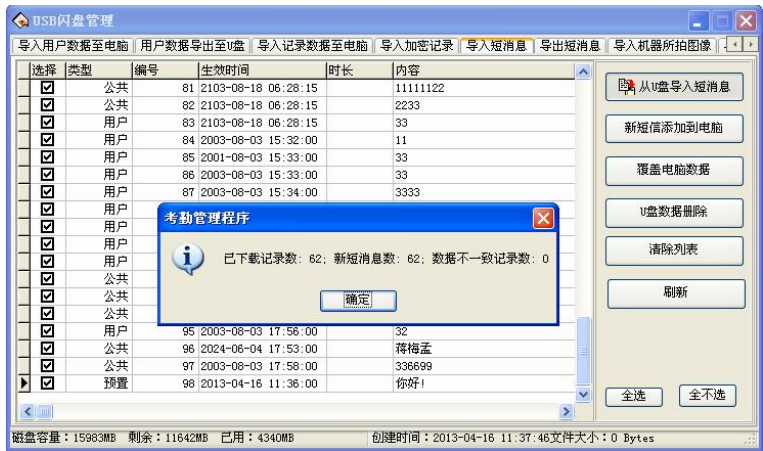 USB闪盘管理
导入用户数据至电脑 用户数据导出至U盘 导入记录数据至电脑 导入加密记录 导入短消息 导出短消息 导入机器所拍图像
选择 类型 编号 生效时间 时长 内容
公共 81 2103-08-18 06:28:15 11111122
公共 82 2103-08-18 06:28:15 2233
用户 83 2103-08-18 06:28:15 33
用户 84 2003-08-03 15:32:00 11
用户 85 2001-08-03 15:33:00 33
用户 86 2003-08-03 15:33:00 33
用户 87 2003-08-03 15:34:00 3333
用户
用户
用户
用户
公共
公共
公共
用户 95 2003-08-03 17:56:00 32
公共 96 2024-06-04 17:53:00 蒋梅孟
公共 97 2003-08-03 17:58:00 336699
预置 98 2013-04-16 11:36:00 你好!
考勤管理程序
已下载记录数: 62; 新短消息数: 62; 数据不一致记录数: 0
确定
从U盘导入短消息
新短信添加到电脑
覆盖电脑数据
U盘数据删除
清除列表
刷新
全选 全不选
磁盘容量:15983MB 剩余:11642MB 已用:4340MB 创建时间:2013-04-16 11:37:46文件大小:0 Bytes